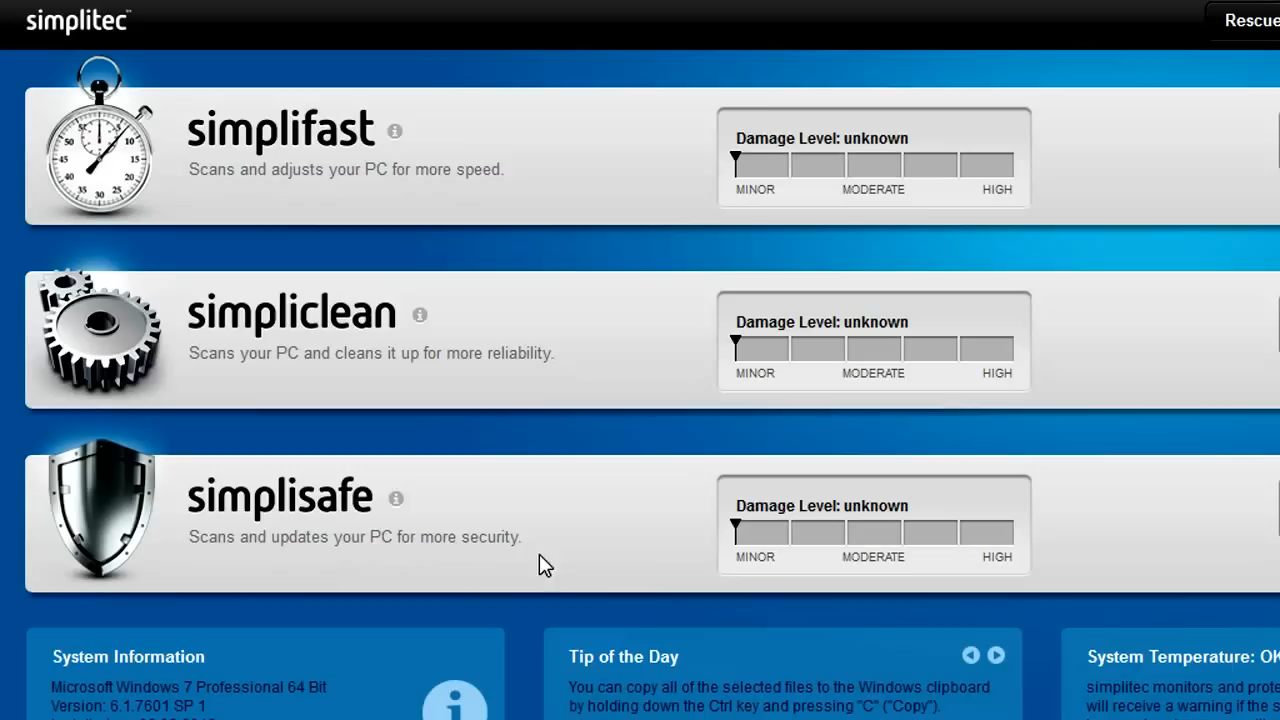 simplitec
Rescue
simplifast
Scans and adjusts your PC for more speed.
Damage Level: unknown
MINOR MODERATE HIGH
simpliclean
Scans your PC and cleans it up for more reliability.
Damage Level: unknown
MINOR MODERATE HIGH
simplisafe
Scans and updates your PC for more security.
Damage Level: unknown
MINOR MODERATE HIGH
System Information
Microsoft Windows 7 Professional 64 Bit
Version: 6.1.7601 SP 1
Tip of the Day
You can copy all of the selected files to the Windows clipboard
by holding down the Ctrl key and pressing "C" ("Copy").
System Temperature: OK
simplitec monitors and prote
will receive a warning if the s